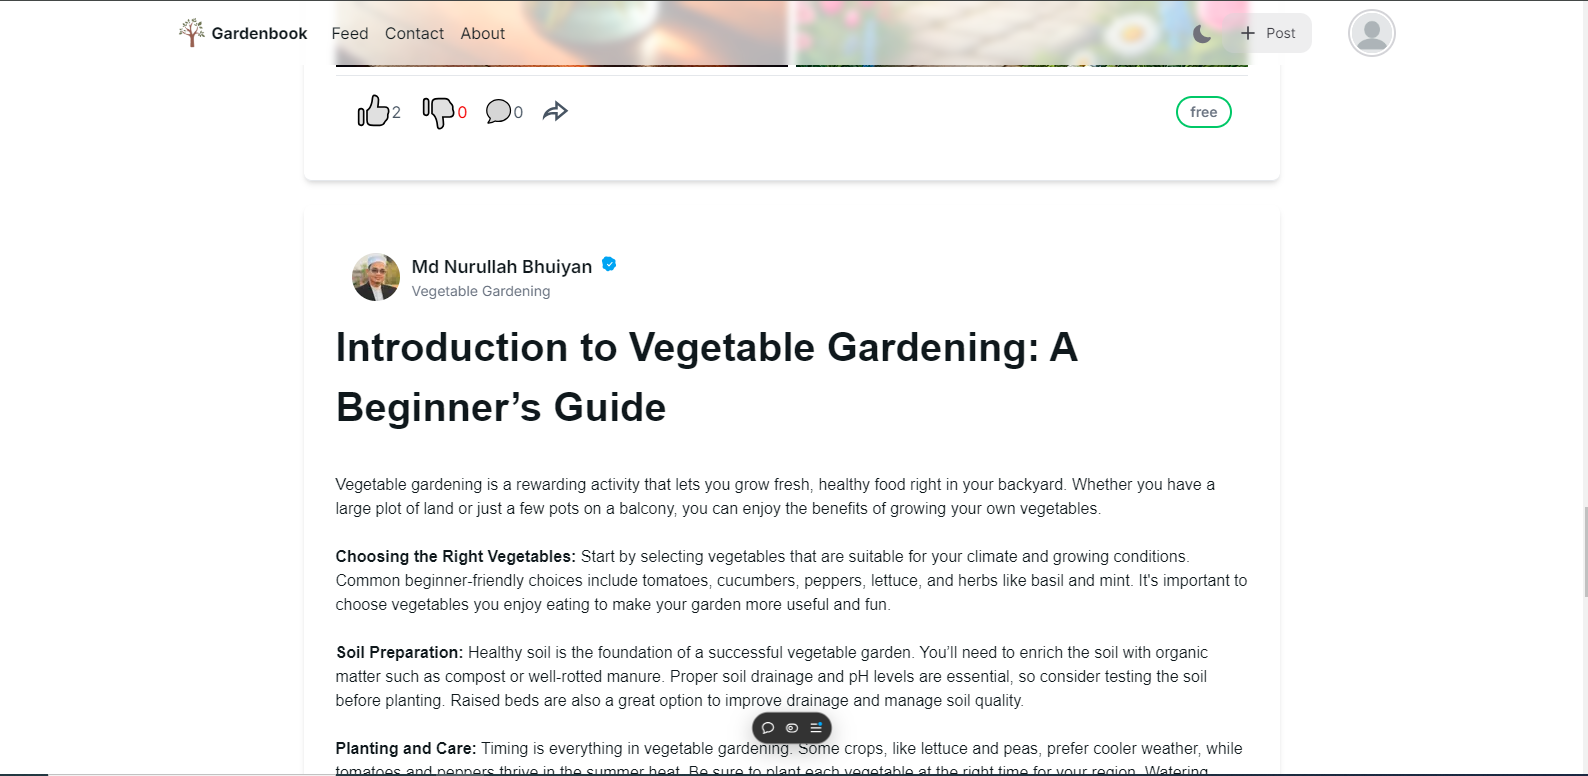 Gardenbook Feed Contact About + Post
2 0 0 free
Md Nurullah Bhuiyan
Vegetable Gardening
Introduction to Vegetable Gardening: A
Beginner’s Guide
Vegetable gardening is a rewarding activity that lets you grow fresh, healthy food right in your backyard. Whether you have a
large plot of land or just a few pots on a balcony, you can enjoy the benefits of growing your own vegetables.
Choosing the Right Vegetables: Start by selecting vegetables that are suitable for your climate and growing conditions.
Common beginner-friendly choices include tomatoes, cucumbers, peppers, lettuce, and herbs like basil and mint. It's important to
choose vegetables you enjoy eating to make your garden more useful and fun.
Soil Preparation: Healthy soil is the foundation of a successful vegetable garden. You’ll need to enrich the soil with organic
matter such as compost or well-rotted manure. Proper soil drainage and pH levels are essential, so consider testing the soil
before planting. Raised beds are also a great option to improve drainage and manage soil quality.
Planting and Care: Timing is everything in vegetable gardening. Some crops, like lettuce and peas, prefer cooler weather, while
tomatoes and peppers thrive in the summer heat. Be sure to plant each vegetable at the right time for your region. Watering